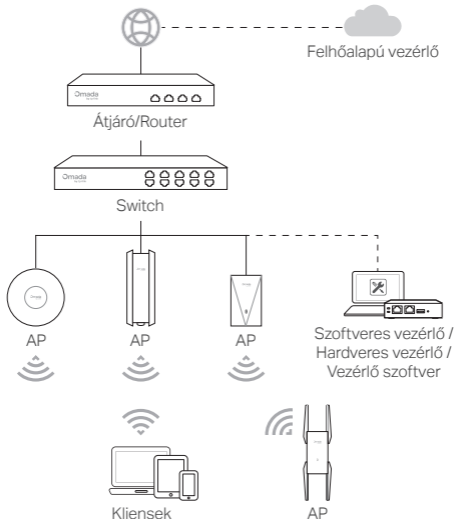 Felhőalapú vezérlő
Omada
Átjáró/Router
Omada
Switch
AP
AP
AP
Szoftveres vezérlő /
Hardveres vezérlő /
Vezérlő szoftver
Kliensek
AP